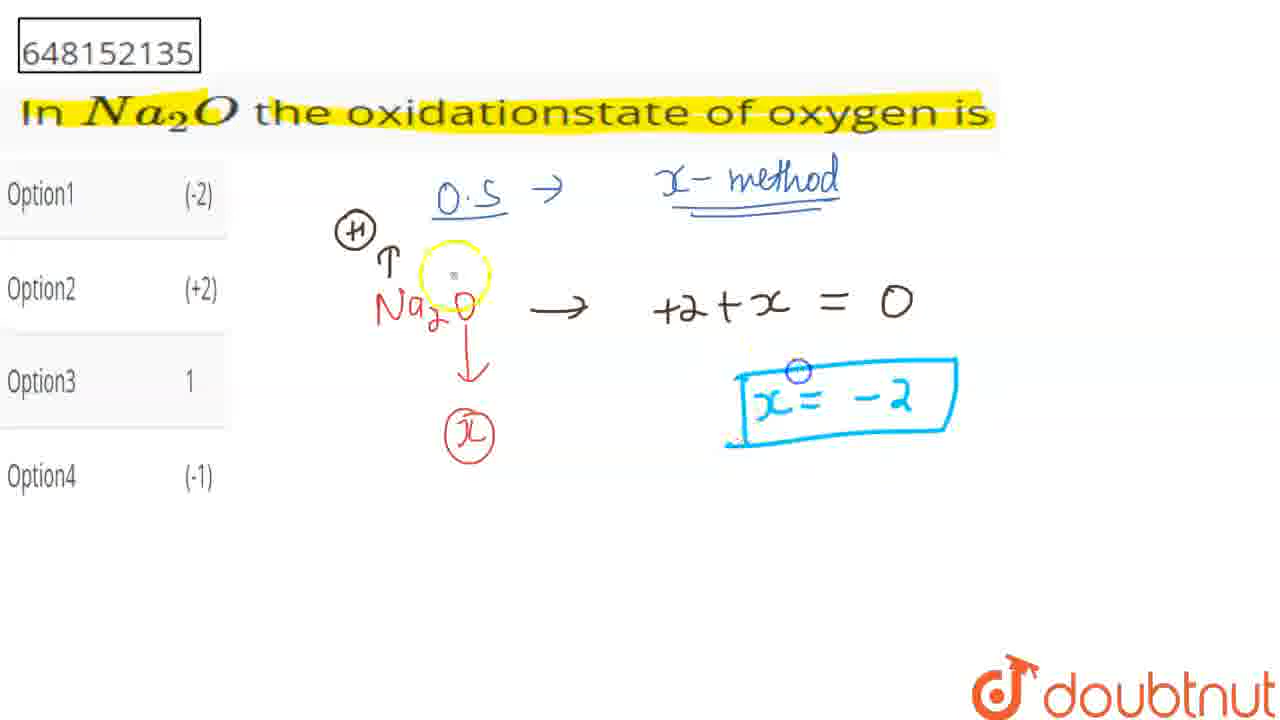 648152135
In Na₂O the oxidationstate of oxygen is
Option1 (-2)
O.S → x- method
+1
↑
Option2 (+2)
Na₂O → +2+x = 0
Option3 1
x = -2
x
Option4 (-1)
doubtnut